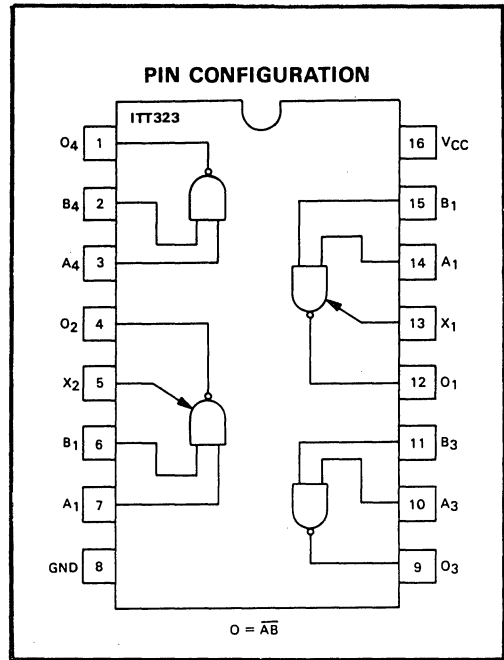 PIN CONFIGURATION
ITT323
O4 1
B4 2
A4 3
O2 4
X2 5
B1 6
A1 7
GND 8
16 VCC
15 B1
14 A1
13 X1
12 O1
11 B3
10 A3
9 O3
O = A̅B̅